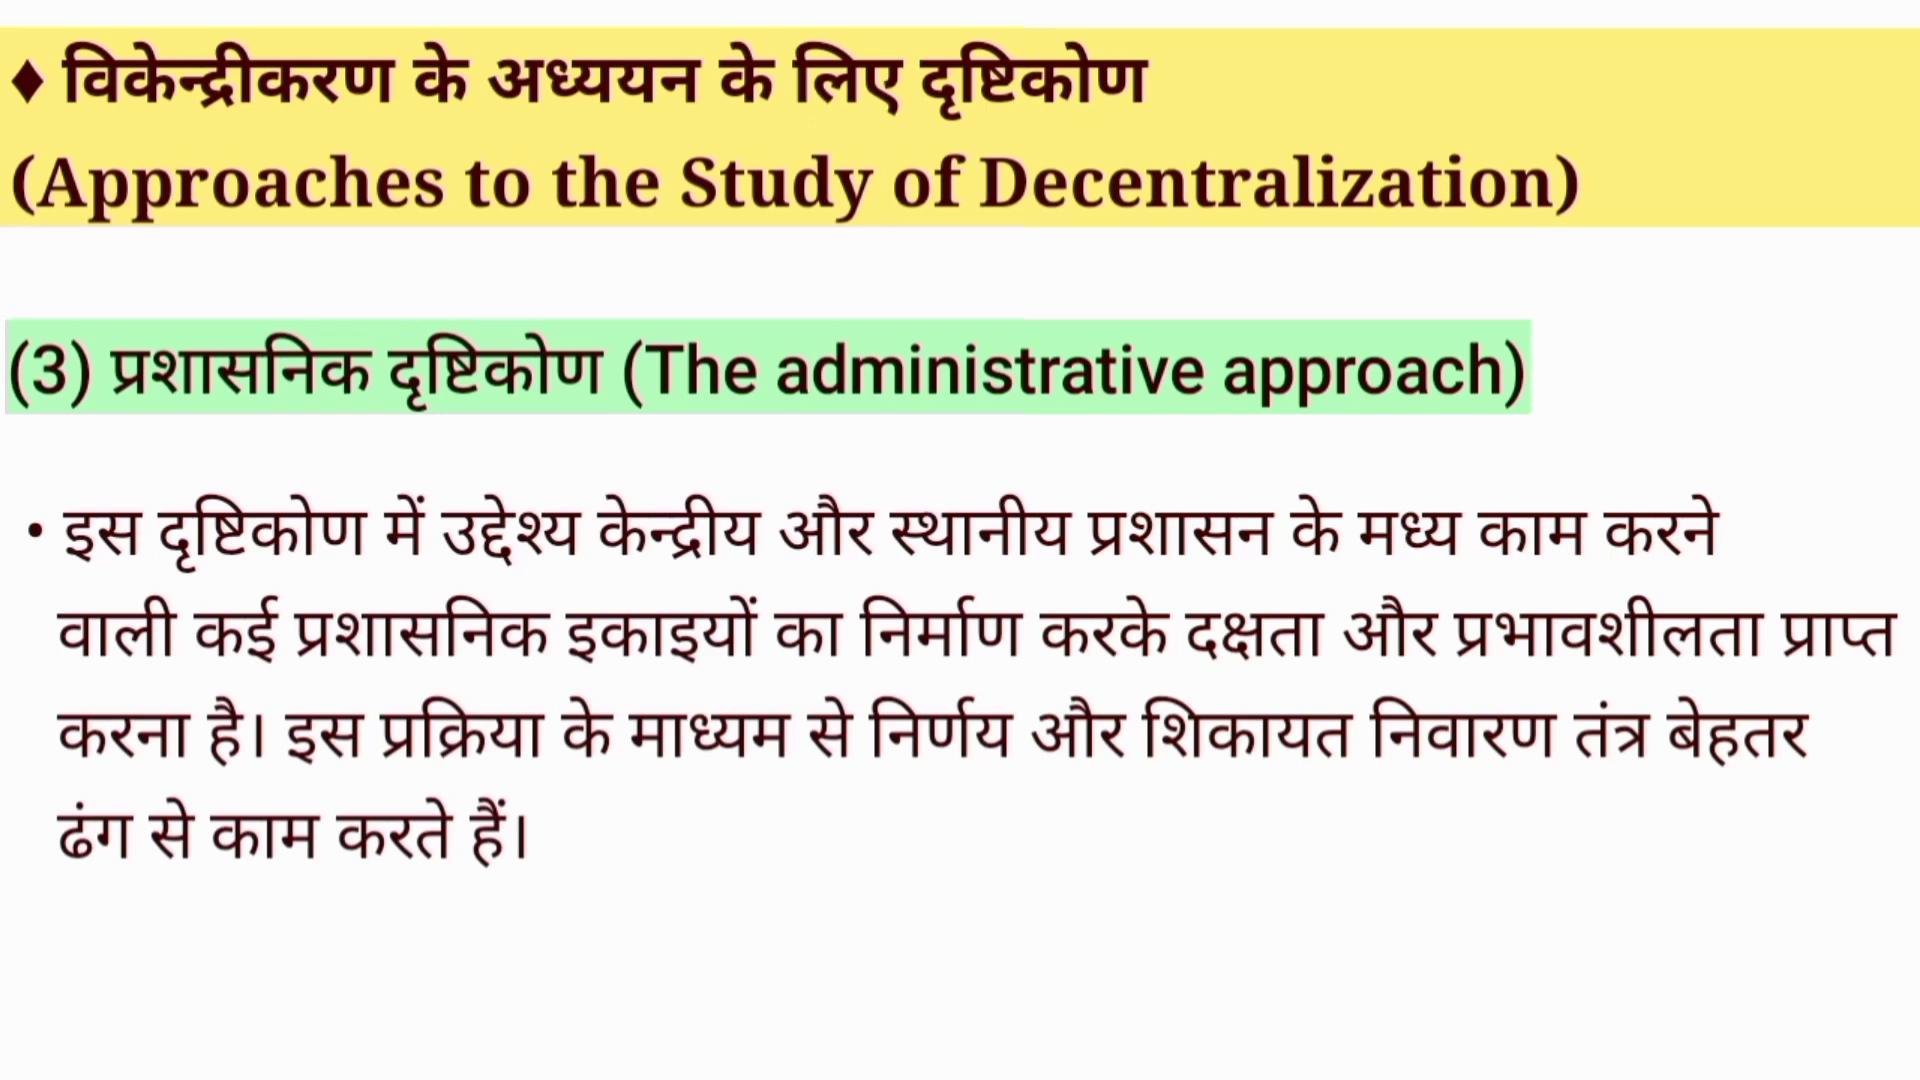 ♦ विकेन्द्रीकरण के अध्ययन के लिए दृष्टिकोण
(Approaches to the Study of Decentralization)
(3) प्रशासनिक दृष्टिकोण (The administrative approach)
• इस दृष्टिकोण में उद्देश्य केन्द्रीय और स्थानीय प्रशासन के मध्य काम करने
वाली कई प्रशासनिक इकाइयों का निर्माण करके दक्षता और प्रभावशीलता प्राप्त
करना है। इस प्रक्रिया के माध्यम से निर्णय और शिकायत निवारण तंत्र बेहतर
ढंग से काम करते हैं।